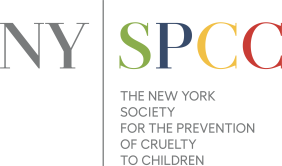 NY SPCC
THE NEW YORK
SOCIETY
FOR THE PREVENTION
OF CRUELTY
TO CHILDREN